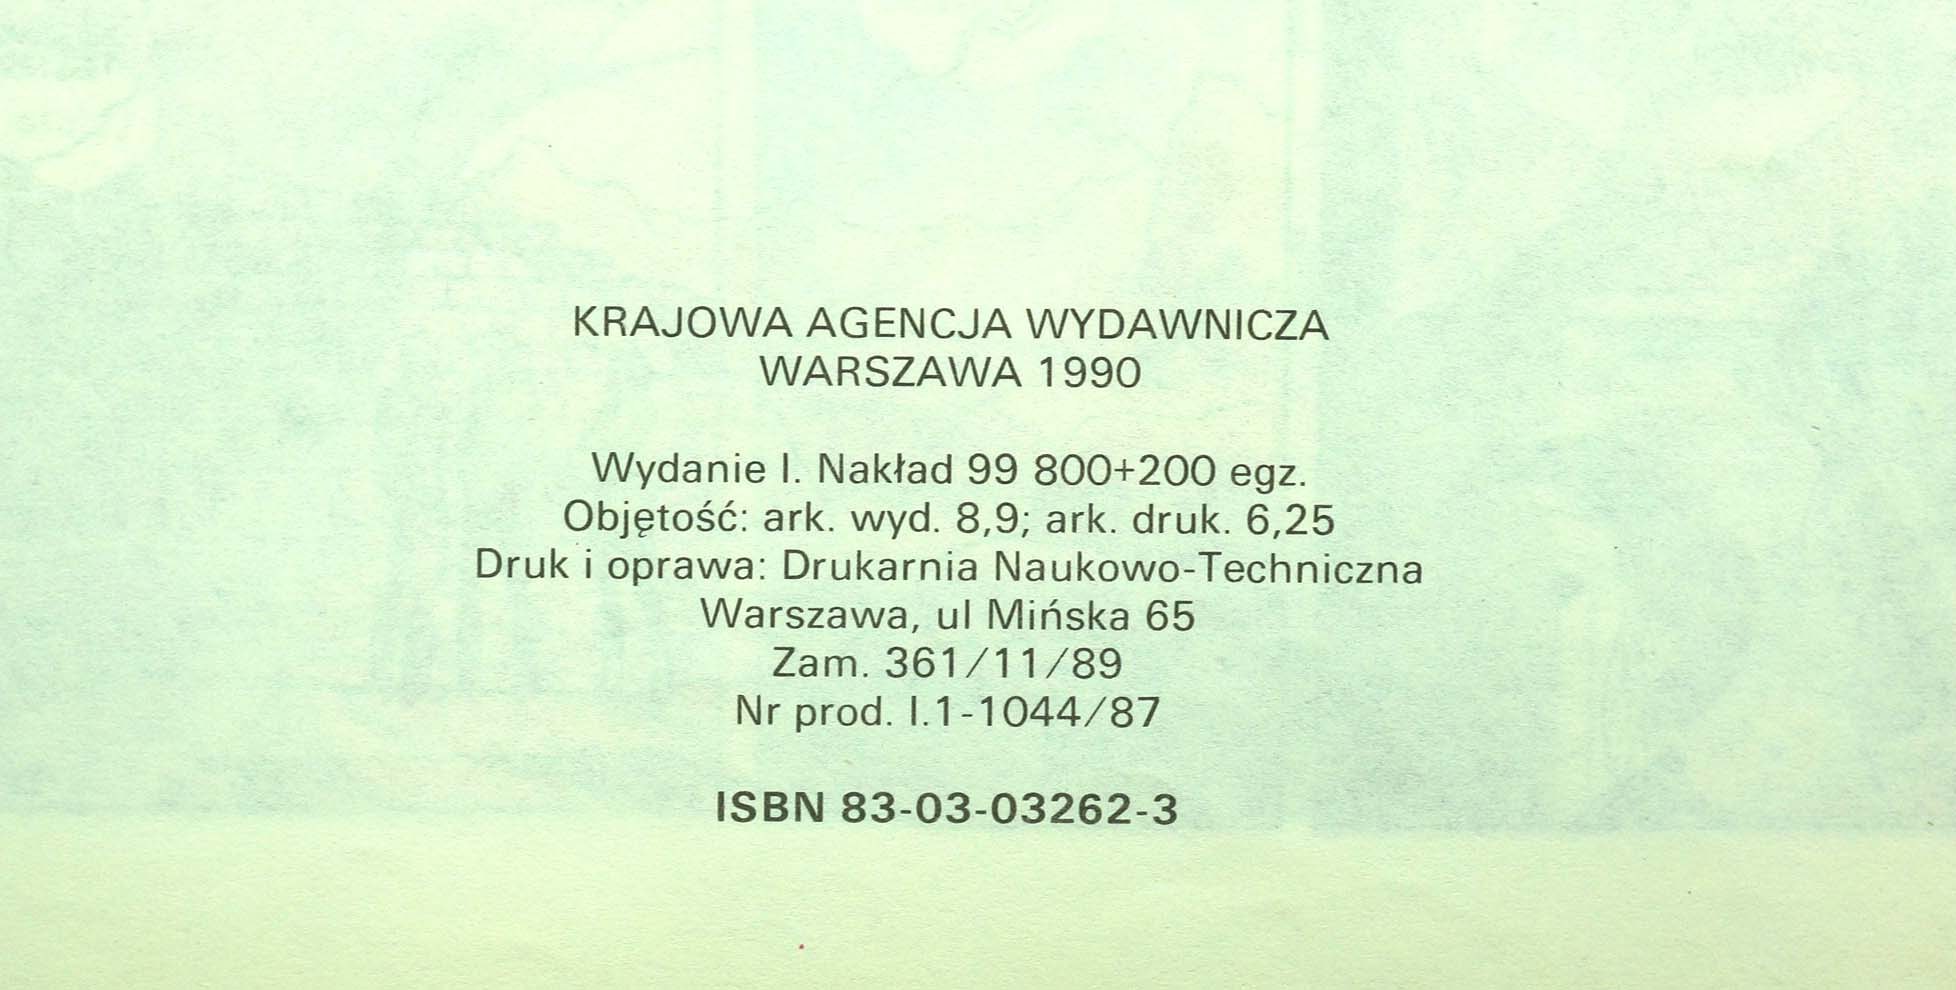 KRAJOWA AGENCJA WYDAWNICZA
WARSZAWA 1990
Wydanie I. Nakład 99 800+200 egz.
Objętość: ark. wyd. 8,9; ark. druk. 6,25
Druk i oprawa: Drukarnia Naukowo-Techniczna
Warszawa, ul Mińska 65
Zam. 361/11/89
Nr prod. I.1-1044/87
ISBN 83-03-03262-3